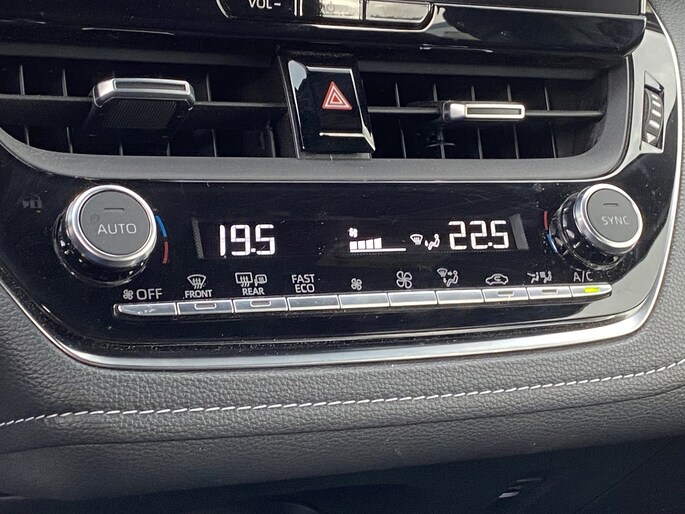 VOL-
AUTO
19.5
22.5
SYNC
OFF
FRONT
REAR
FAST
ECO
A/C